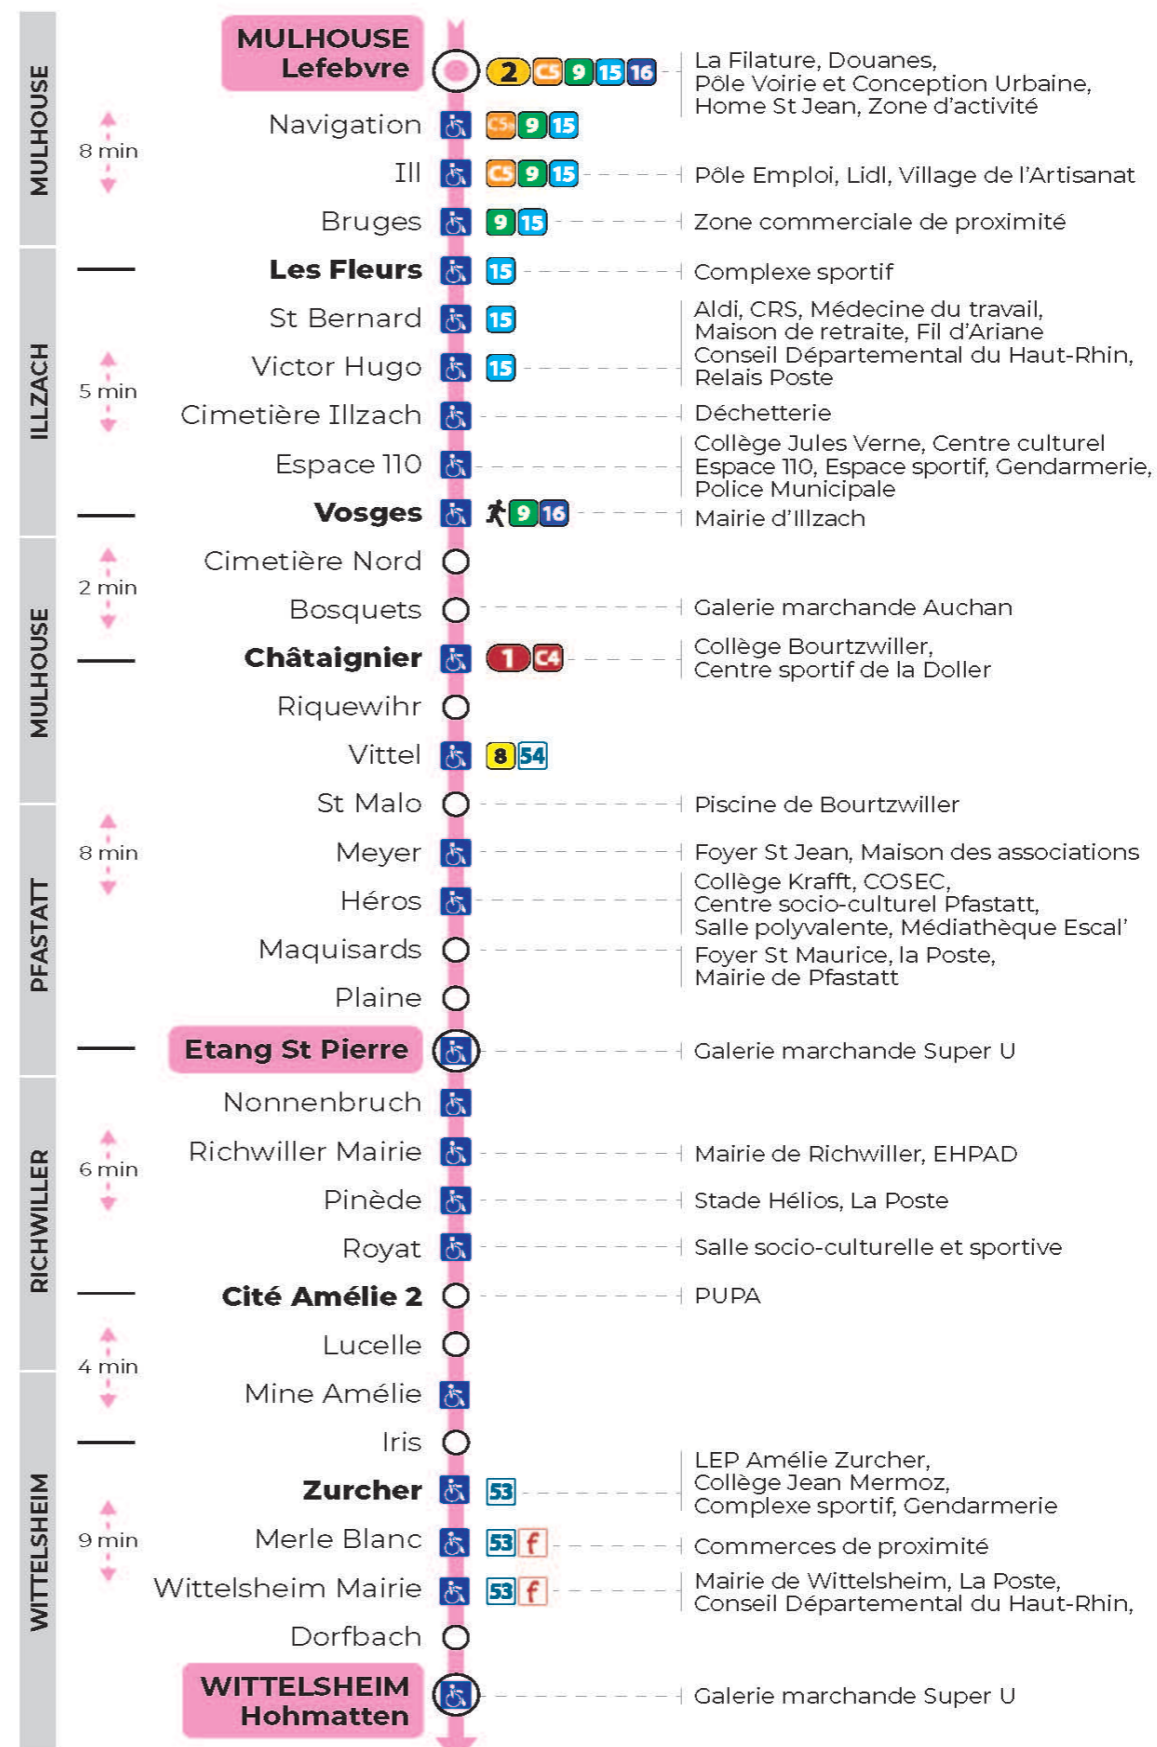 MULHOUSE
MULHOUSE
Lefebvre
2 C5 9 15 16
La Filature, Douanes,
Pôle Voirie et Conception Urbaine,
Home St Jean, Zone d'activité
8 min
Navigation
9 15
Ill
C5 9 15
Pôle Emploi, Lidl, Village de l'Artisanat
Bruges
9 15
Zone commerciale de proximité
ILLZACH
Les Fleurs
15
Complexe sportif
St Bernard
15
Aldi, CRS, Médecine du travail,
Maison de retraite, Fil d'Ariane
5 min
Victor Hugo
15
Conseil Départemental du Haut-Rhin,
Relais Poste
Cimetière Illzach
Déchetterie
Espace 110
Collège Jules Verne, Centre culturel
Espace 110, Espace sportif, Gendarmerie,
Police Municipale
Vosges
9 16
Mairie d'Illzach
MULHOUSE
2 min
Cimetière Nord
Bosquets
Galerie marchande Auchan
Châtaignier
1 C4
Collège Bourtzwiller,
Centre sportif de la Doller
Riquewihr
Vittel
8 54
PFASTATT
8 min
St Malo
Piscine de Bourtzwiller
Meyer
Foyer St Jean, Maison des associations
Héros
Collège Krafft, COSEC,
Centre socio-culturel Pfastatt,
Salle polyvalente, Médiathèque Escal'
Maquisards
Foyer St Maurice, la Poste,
Mairie de Pfastatt
Plaine
Etang St Pierre
Galerie marchande Super U
RICHWILLER
6 min
Nonnenbruch
Richwiller Mairie
Mairie de Richwiller, EHPAD
Pinède
Stade Hélios, La Poste
Royat
Salle socio-culturelle et sportive
Cité Amélie 2
PUPA
4 min
Lucelle
WITTELSHEIM
Mine Amélie
Iris
Zurcher
53
LEP Amélie Zurcher,
Collège Jean Mermoz,
Complexe sportif, Gendarmerie
9 min
Merle Blanc
53 f
Commerces de proximité
Wittelsheim Mairie
53 f
Mairie de Wittelsheim, La Poste,
Conseil Départemental du Haut-Rhin,
Dorfbach
WITTELSHEIM
Hohmatten
Galerie marchande Super U